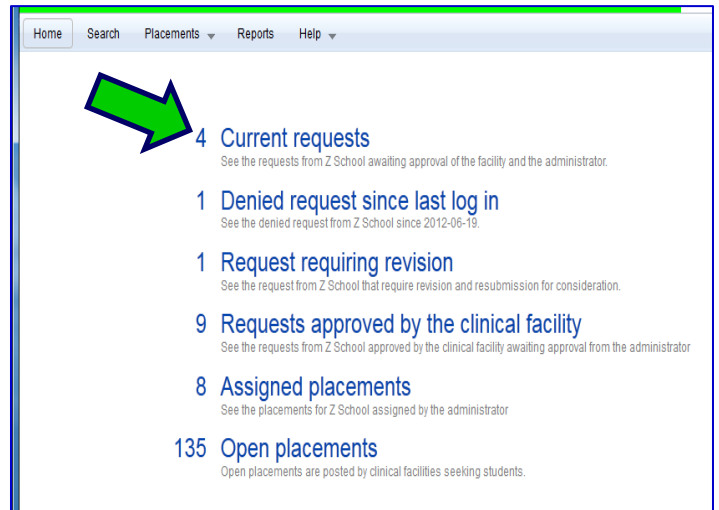 Home Search Placements Reports Help
4 Current requests
See the requests from Z School awaiting approval of the facility and the administrator.
1 Denied request since last log in
See the denied request from Z School since 2012-06-19.
1 Request requiring revision
See the request from Z School that require revision and resubmission for consideration.
9 Requests approved by the clinical facility
See the requests from Z School approved by the clinical facility awaiting approval from the administrator
8 Assigned placements
See the placements for Z School assigned by the administrator
135 Open placements
Open placements are posted by clinical facilities seeking students.